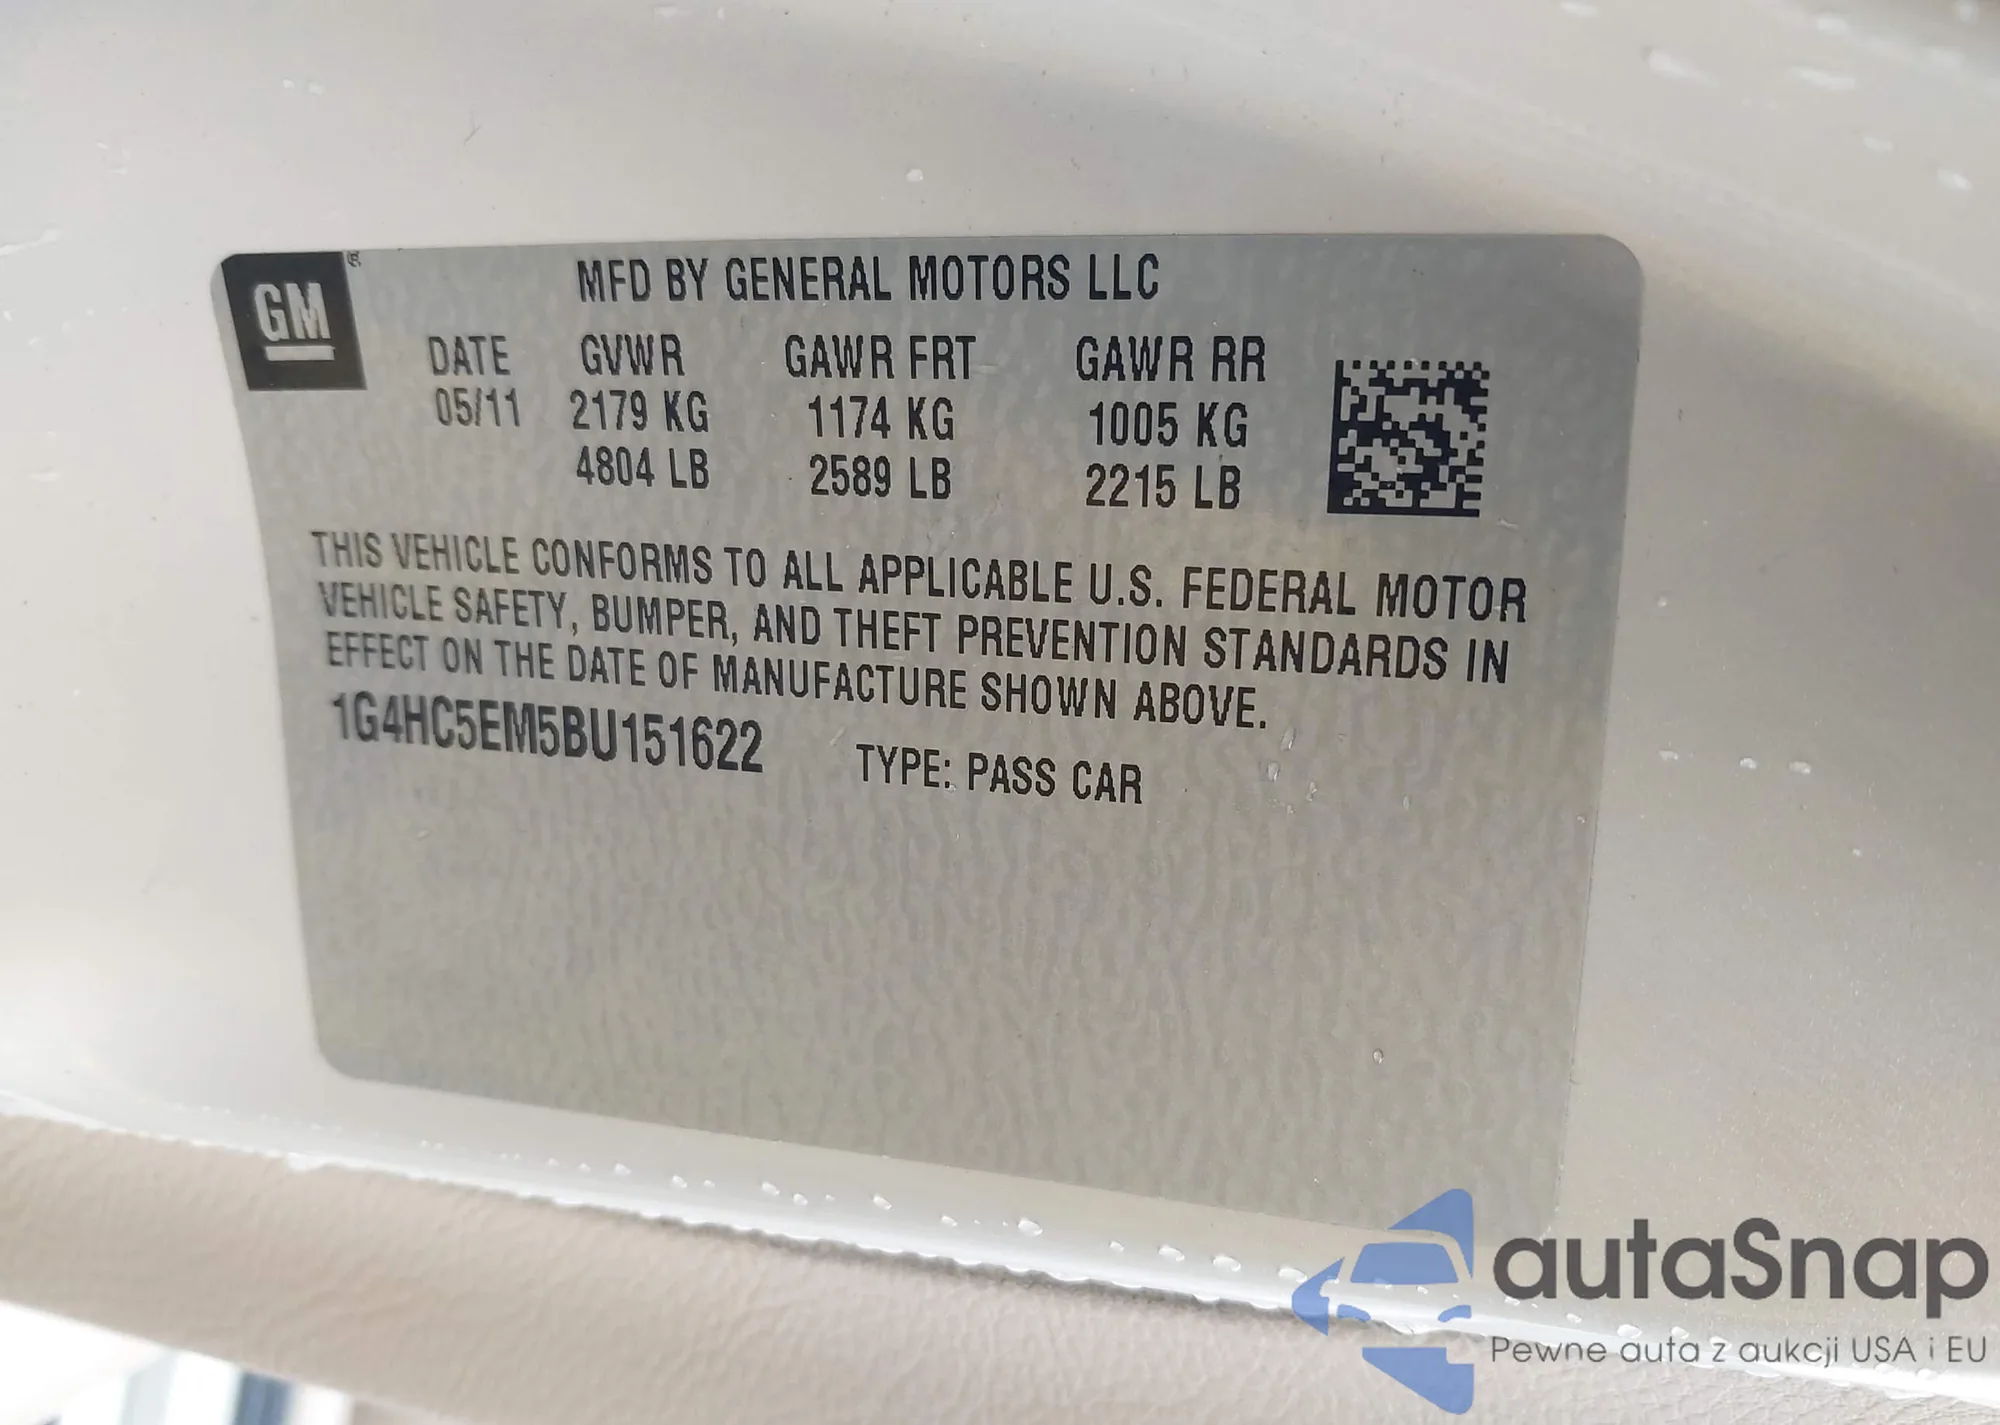 GM®
MFD BY GENERAL MOTORS LLC
DATE GVWR GAWR FRT GAWR RR
05/11 2179 KG 1174 KG 1005 KG
4804 LB 2589 LB 2215 LB
THIS VEHICLE CONFORMS TO ALL APPLICABLE U.S. FEDERAL MOTOR
VEHICLE SAFETY, BUMPER, AND THEFT PREVENTION STANDARDS IN
EFFECT ON THE DATE OF MANUFACTURE SHOWN ABOVE.
1G4HC5EM5BU151622 TYPE: PASS CAR
autaSnap
Pewne auta z aukcji USA i EU